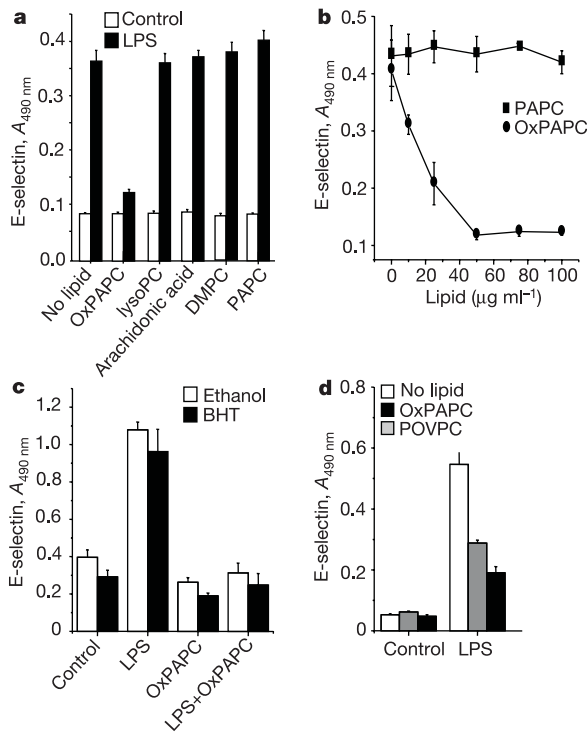 a
Control
LPS
E-selectin, A490 nm
0.4
0.3
0.2
0.1
0.0
No lipid
OxPAPC
lysoPC
Arachidonic acid
DMPC
PAPC
b
E-selectin, A490 nm
0.5
0.4
0.3
0.2
0.1
PAPC
OxPAPC
0 20 40 60 80 100
Lipid (µg ml−1)
c
Ethanol
BHT
E-selectin, A490 nm
1.2
1.0
0.8
0.6
0.4
0.2
0
Control
LPS
OxPAPC
LPS+OxPAPC
d
No lipid
OxPAPC
POVPC
E-selectin, A490 nm
0.8
0.6
0.4
0.2
0
Control LPS